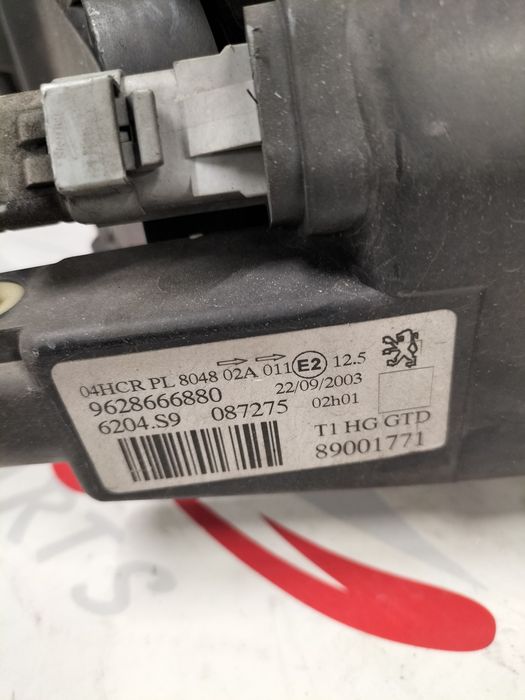 04HCR PL 8048 02A 011 E2 12.5
9628666880 22/09/2003
6204.S9 087275 02h01
T1 HG GTD
89001771
RTS